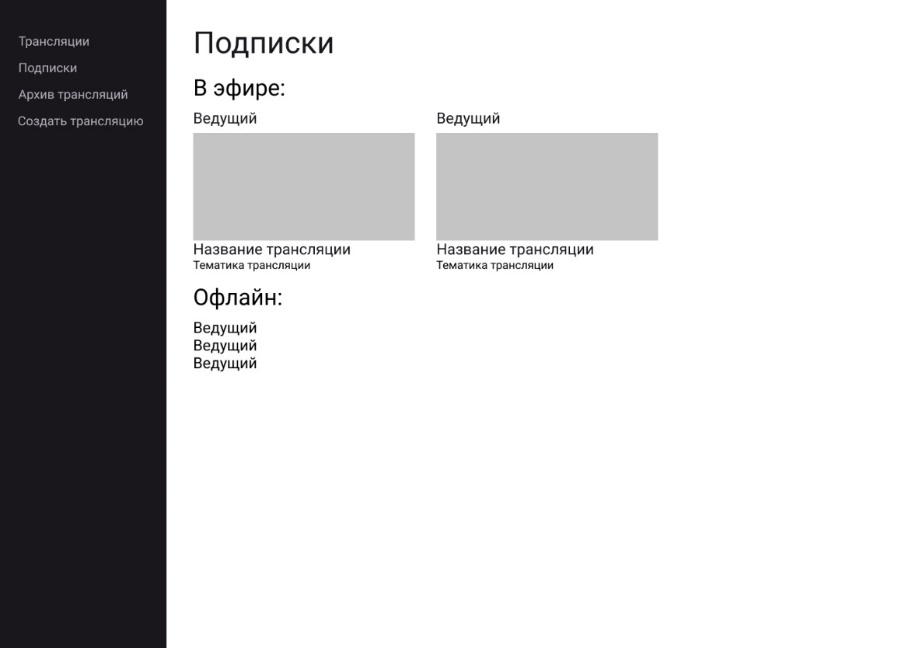 Трансляции
Подписки
Архив трансляций
Создать трансляцию
Подписки
В эфире:
Ведущий
Название трансляции
Тематика трансляции
Ведущий
Название трансляции
Тематика трансляции
Офлайн:
Ведущий
Ведущий
Ведущий